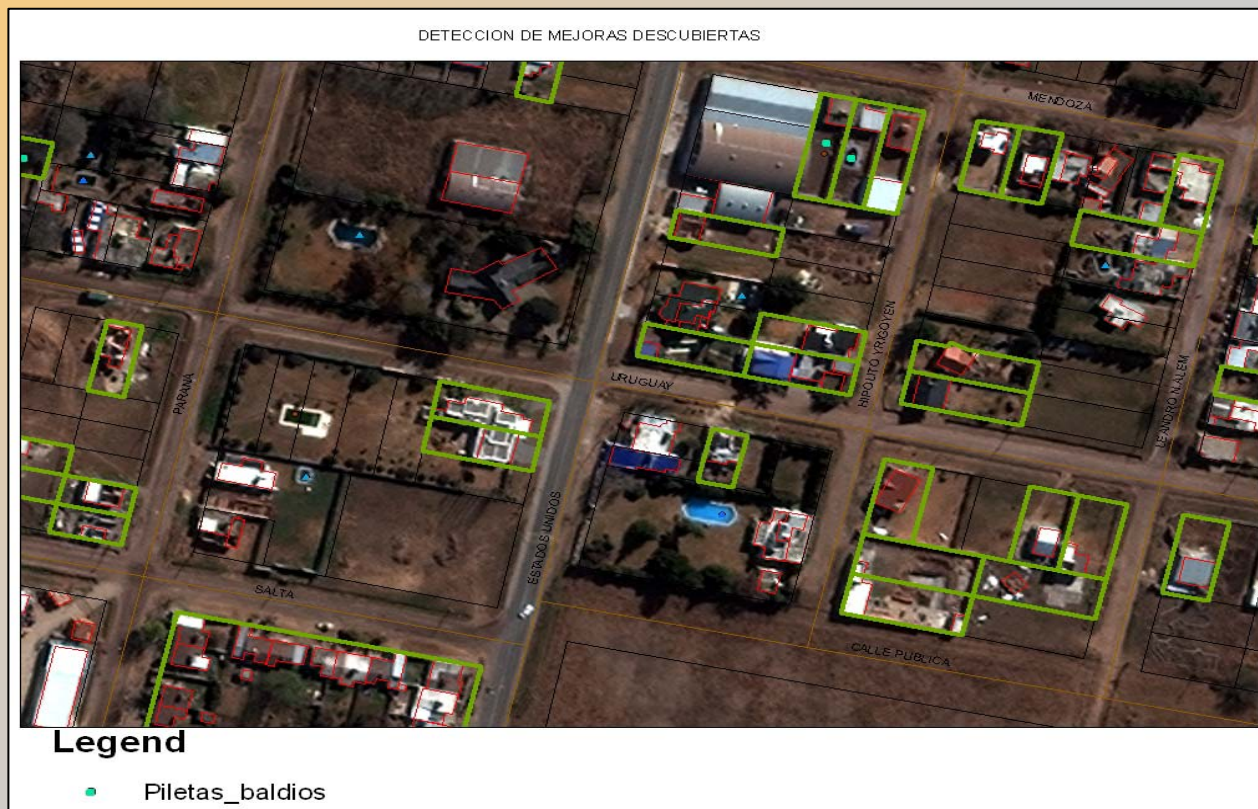 DETECCION DE MEJORAS DESCUBIERTAS
MENDOZA
HIPOLITO YRIGOYEN
LEANDRO N.ALEM
URUGUAY
PARANA
ESTADOS UNIDOS
SALTA
CALLE PUBLICA
Legend
Piletas_baldios